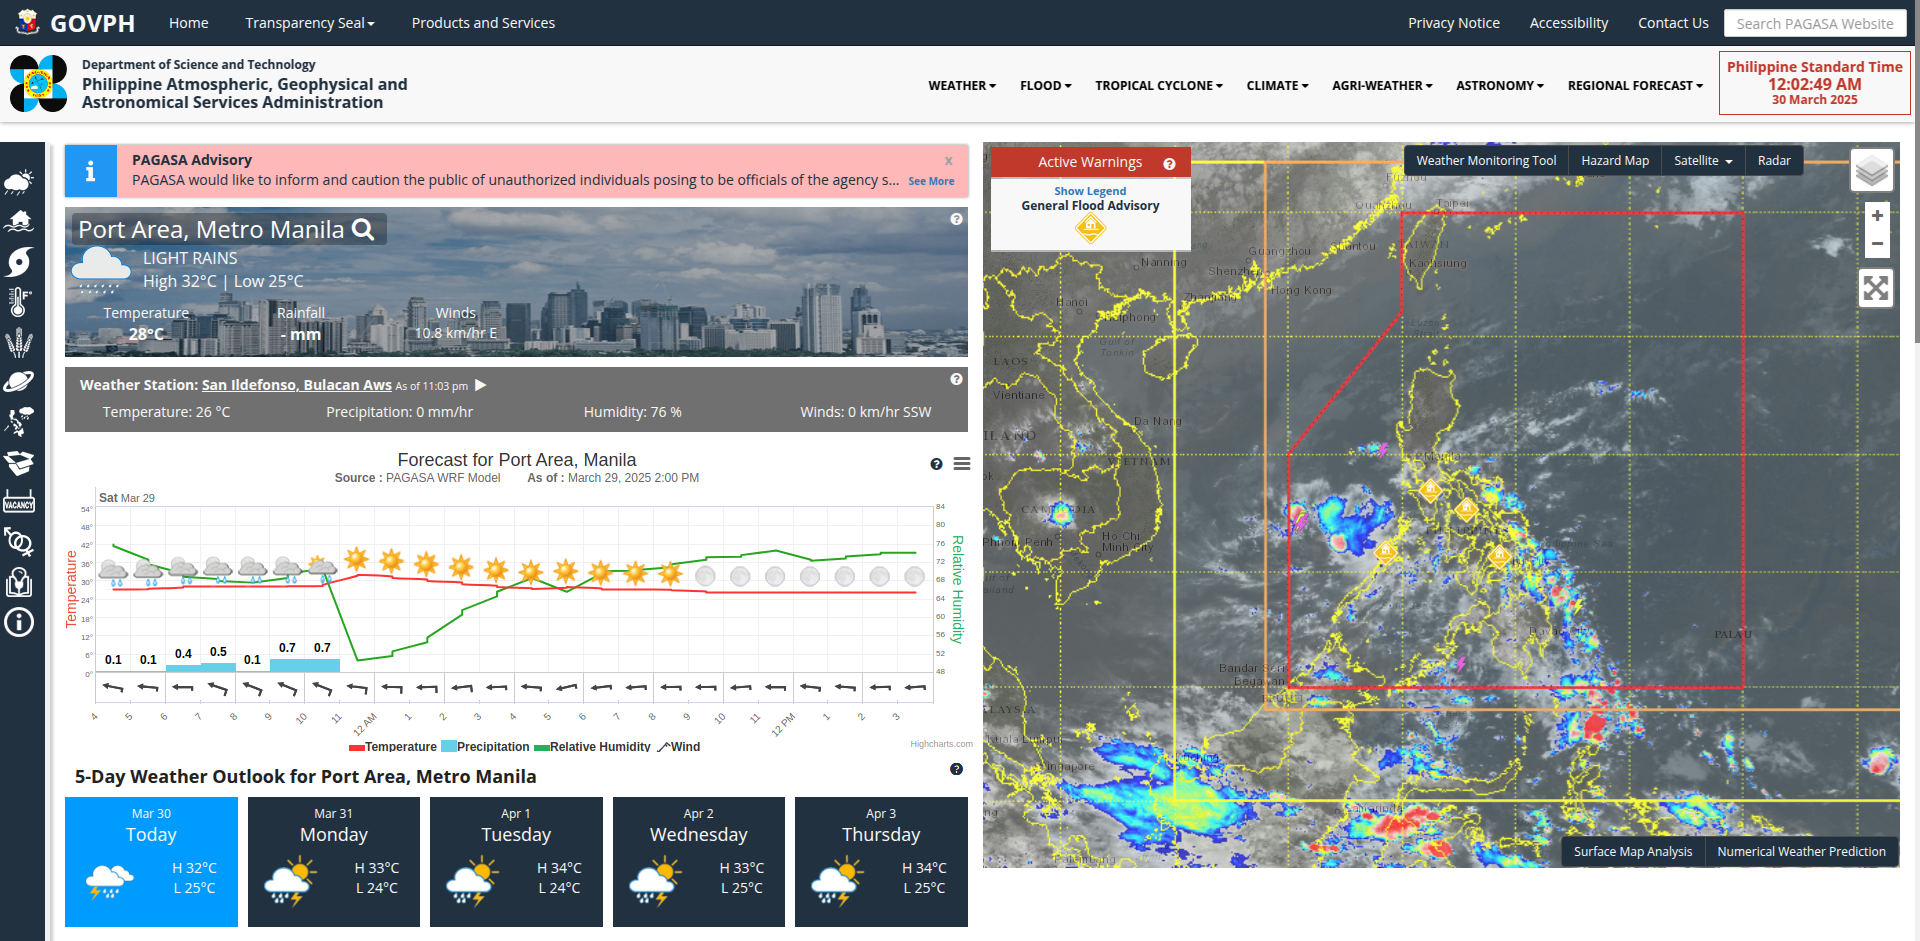 GOVPH
Home
Transparency Seal
Products and Services
Privacy Notice
Accessibility
Contact Us
Search PAGASA Website
Department of Science and Technology
Philippine Atmospheric, Geophysical and
Astronomical Services Administration
WEATHER
FLOOD
TROPICAL CYCLONE
CLIMATE
AGRI-WEATHER
ASTRONOMY
REGIONAL FORECAST
Philippine Standard Time
12:02:49 AM
30 March 2025
PAGASA Advisory
x
PAGASA would like to inform and caution the public of unauthorized individuals posing to be officials of the agency s...
See More
Port Area, Metro Manila
LIGHT RAINS
High 32°C | Low 25°C
Temperature
28°C
Rainfall
- mm
Winds
10.8 km/hr E
Weather Station: San Ildefonso, Bulacan Aws As of 11:03 pm
Temperature: 26 °C
Precipitation: 0 mm/hr
Humidity: 76 %
Winds: 0 km/hr SSW
Forecast for Port Area, Manila
Source : PAGASA WRF Model As of : March 29, 2025 2:00 PM
Sat Mar 29
Temperature
54°
48°
42°
36°
30°
24°
18°
12°
6°
0°
84
80
76
72
68
64
60
56
52
48
Relative Humidity
0.1 0.1 0.4 0.5 0.1 0.7 0.7
4 5 6 7 8 9 10 11 12 AM 1 2 3 4 5 6 7 8 9 10 11 12 PM 1 2 3
Temperature Precipitation Relative Humidity Wind
Highcharts.com
5-Day Weather Outlook for Port Area, Metro Manila
Mar 30
Today
H 32°C
L 25°C
Mar 31
Monday
H 33°C
L 24°C
Apr 1
Tuesday
H 34°C
L 24°C
Apr 2
Wednesday
H 33°C
L 25°C
Apr 3
Thursday
H 34°C
L 25°C
VACANCY
Active Warnings
Show Legend
General Flood Advisory
Weather Monitoring Tool
Hazard Map
Satellite
Radar
+
−
Taipei
Guangzhou
Shantou
Kaohsiung
Nanning
Shenzhen
Hong Kong
Hanoi
Gulf of
Tonkin
LAOS
Vientiane
Da Nang
VIETNAM
CAMBODIA
Phnom Penh
Ho Chi
Minh City
Manila
PALAU
Bandar Seri
Begawan
Kuala Lumpur
Singapore
Palembang
Surface Map Analysis
Numerical Weather Prediction